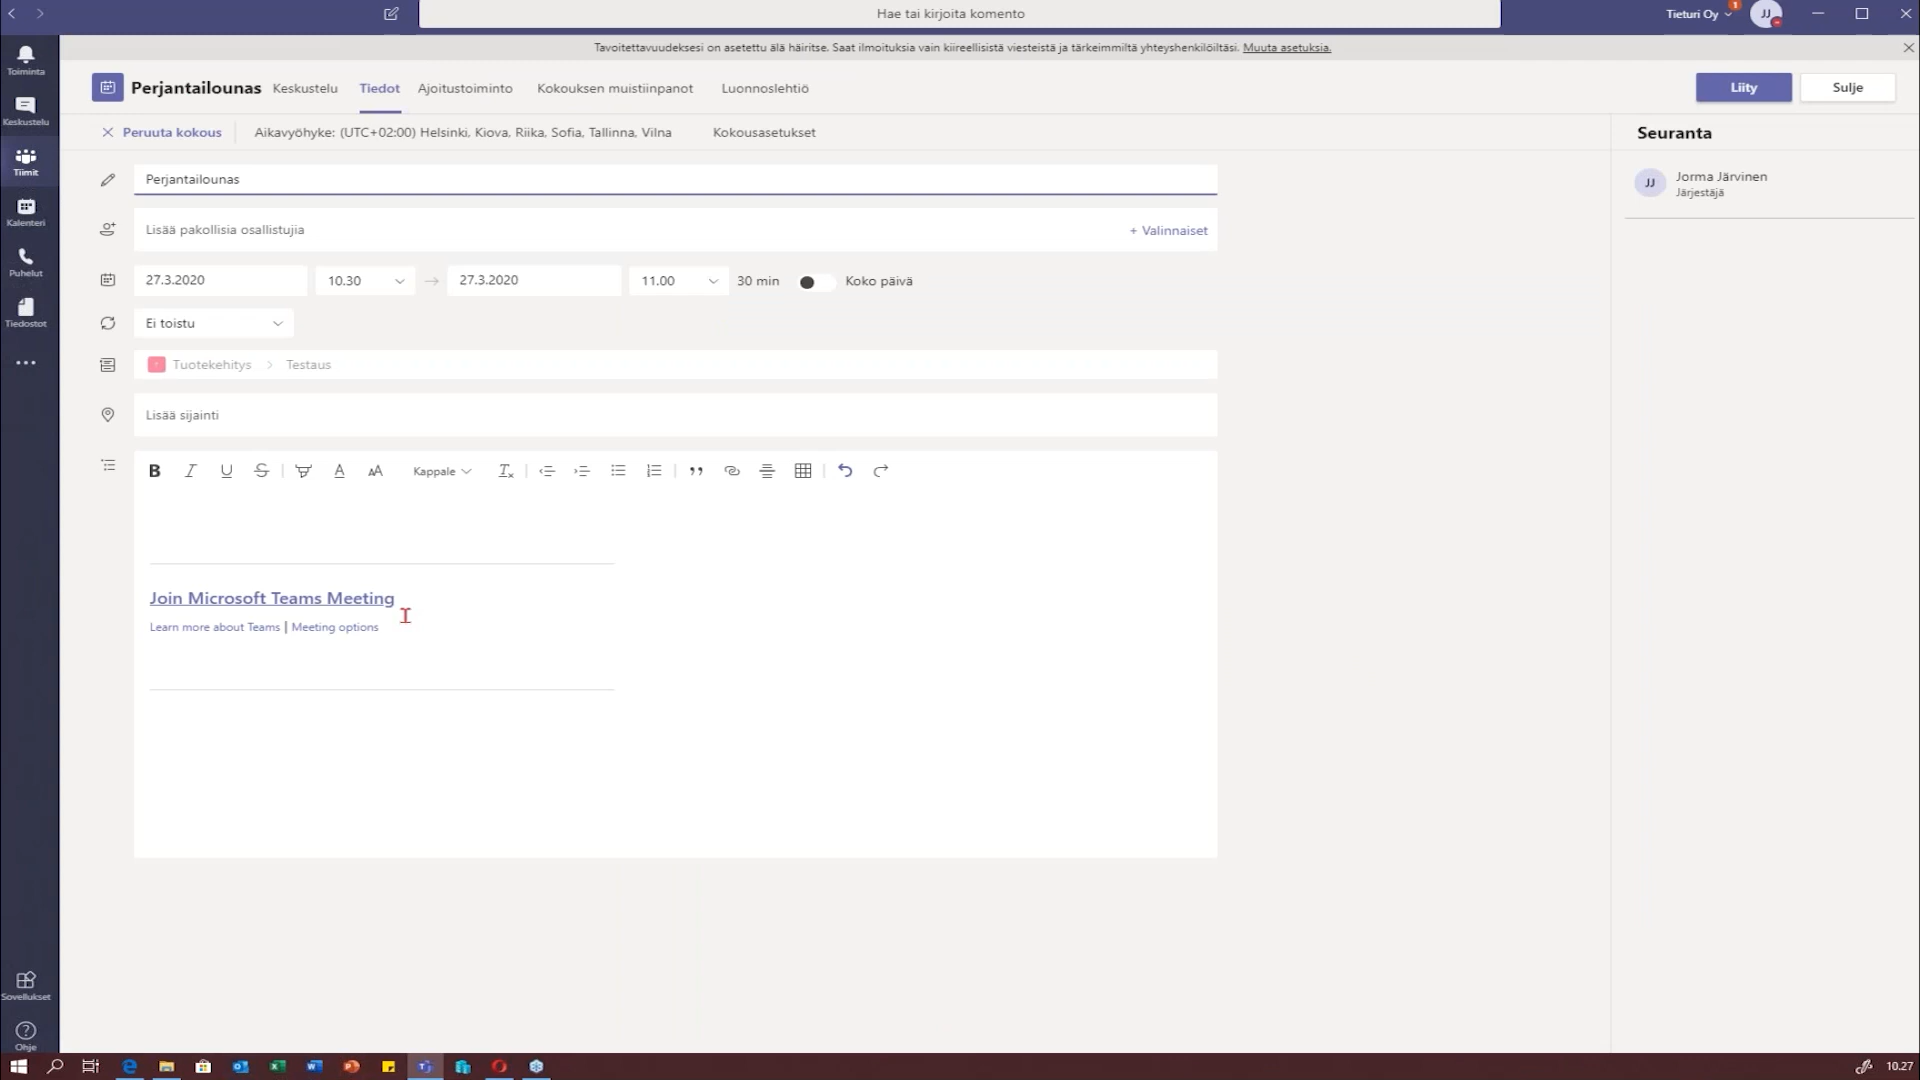 Hae tai kirjoita komento
Tieturi Oy
1
JJ
Tavoitettavuudeksesi on asetettu älä häiritse. Saat ilmoituksia vain kiireellisistä viesteistä ja tärkeimmiltä yhteyshenkilöiltäsi. Muuta asetuksia.
Toiminta
Keskustelu
Tiimit
Kalenteri
Puhelut
Tiedostot
Sovellukset
Ohje
Perjantailounas
Keskustelu
Tiedot
Ajoitustoiminto
Kokouksen muistiinpanot
Luonnoslehtiö
Liity
Sulje
Peruuta kokous
Aikavyöhyke: (UTC+02:00) Helsinki, Kiova, Riika, Sofia, Tallinna, Vilna
Kokousasetukset
Perjantailounas
Lisää pakollisia osallistujia
+ Valinnaiset
27.3.2020
10.30
27.3.2020
11.00
30 min
Koko päivä
Ei toistu
Tuotekehitys > Testaus
Lisää sijainti
B I U S A AA Kappale
Join Microsoft Teams Meeting
Learn more about Teams | Meeting options
Seuranta
JJ
Jorma Järvinen
Järjestäjä
10.27